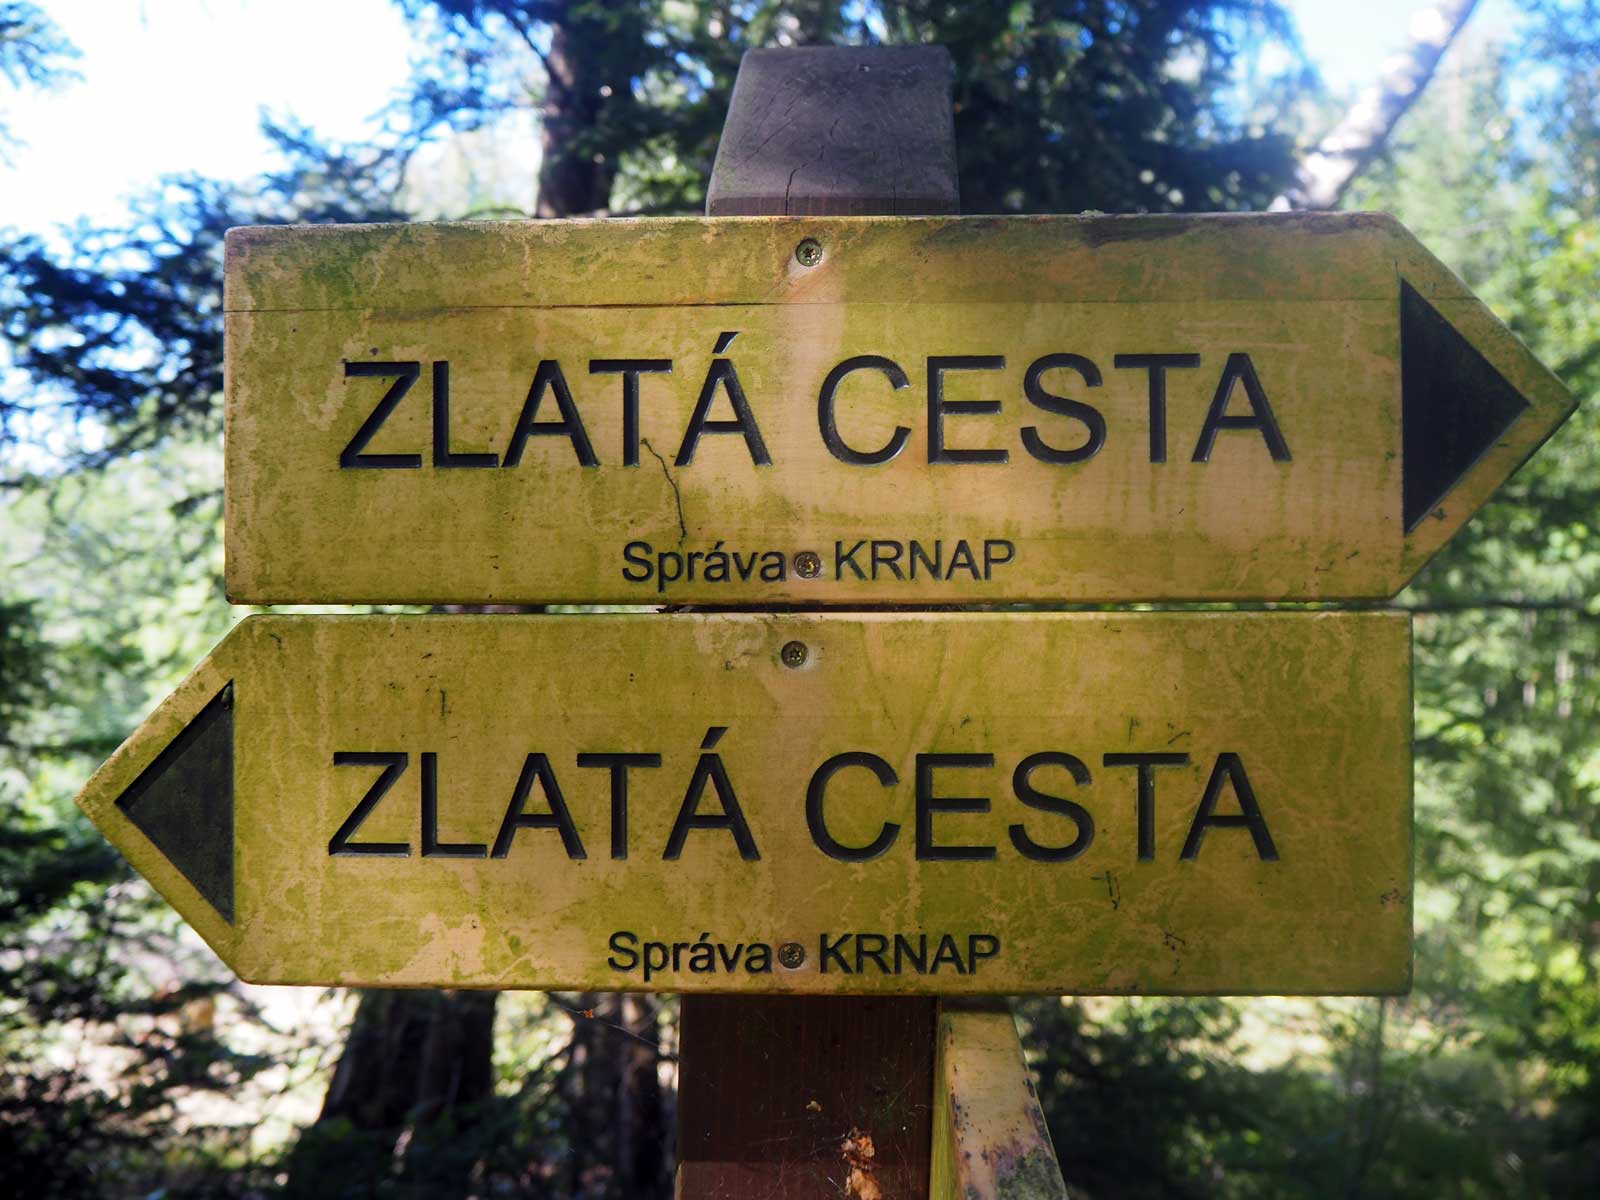 ZLATÁ CESTA
Správa KRNAP
ZLATÁ CESTA
Správa KRNAP